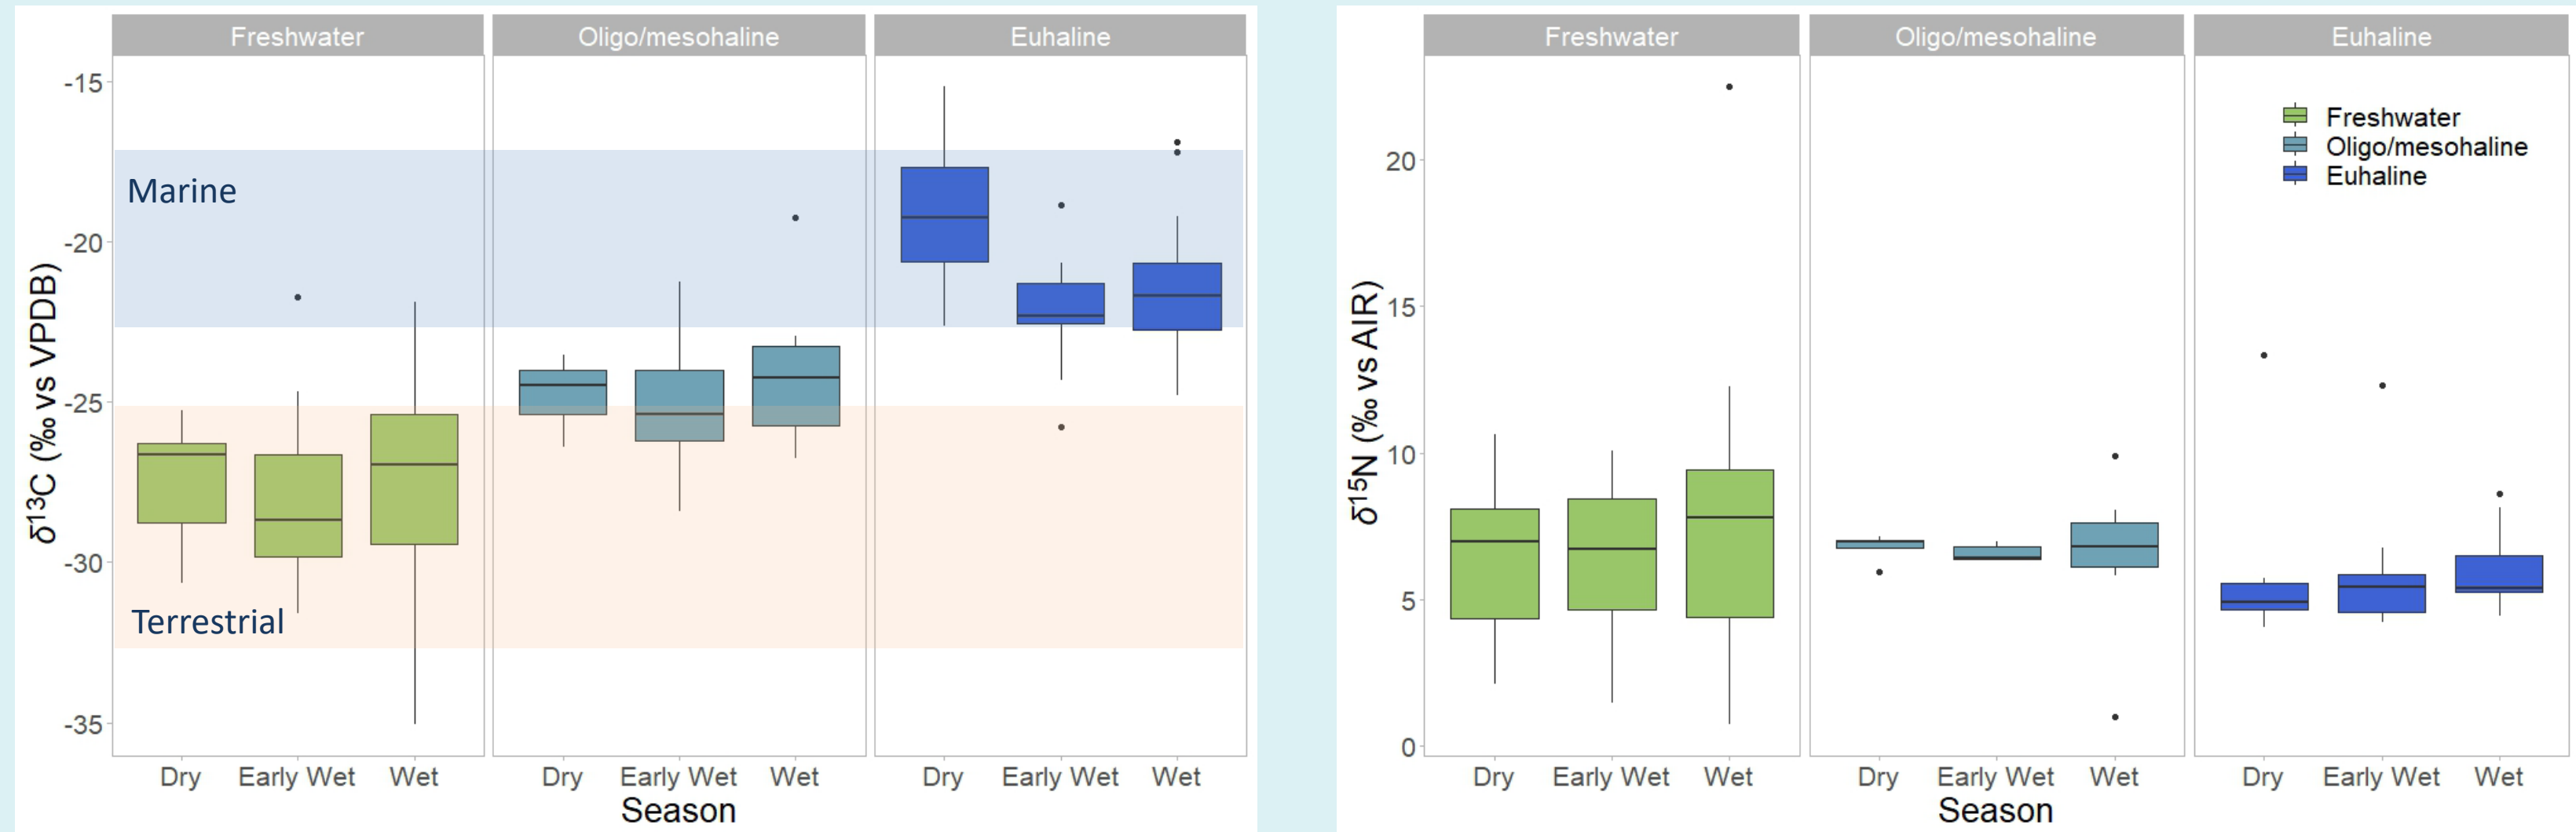 Freshwater Oligo/mesohaline Euhaline
-15
-20
-25
-30
-35
δ13C (‰ vs VPDB)
Marine
Terrestrial
Dry Early Wet Wet Dry Early Wet Wet Dry Early Wet Wet
Season
Freshwater Oligo/mesohaline Euhaline
20
15
10
5
0
δ15N (‰ vs AIR)
Freshwater
Oligo/mesohaline
Euhaline
Dry Early Wet Wet Dry Early Wet Wet Dry Early Wet Wet
Season